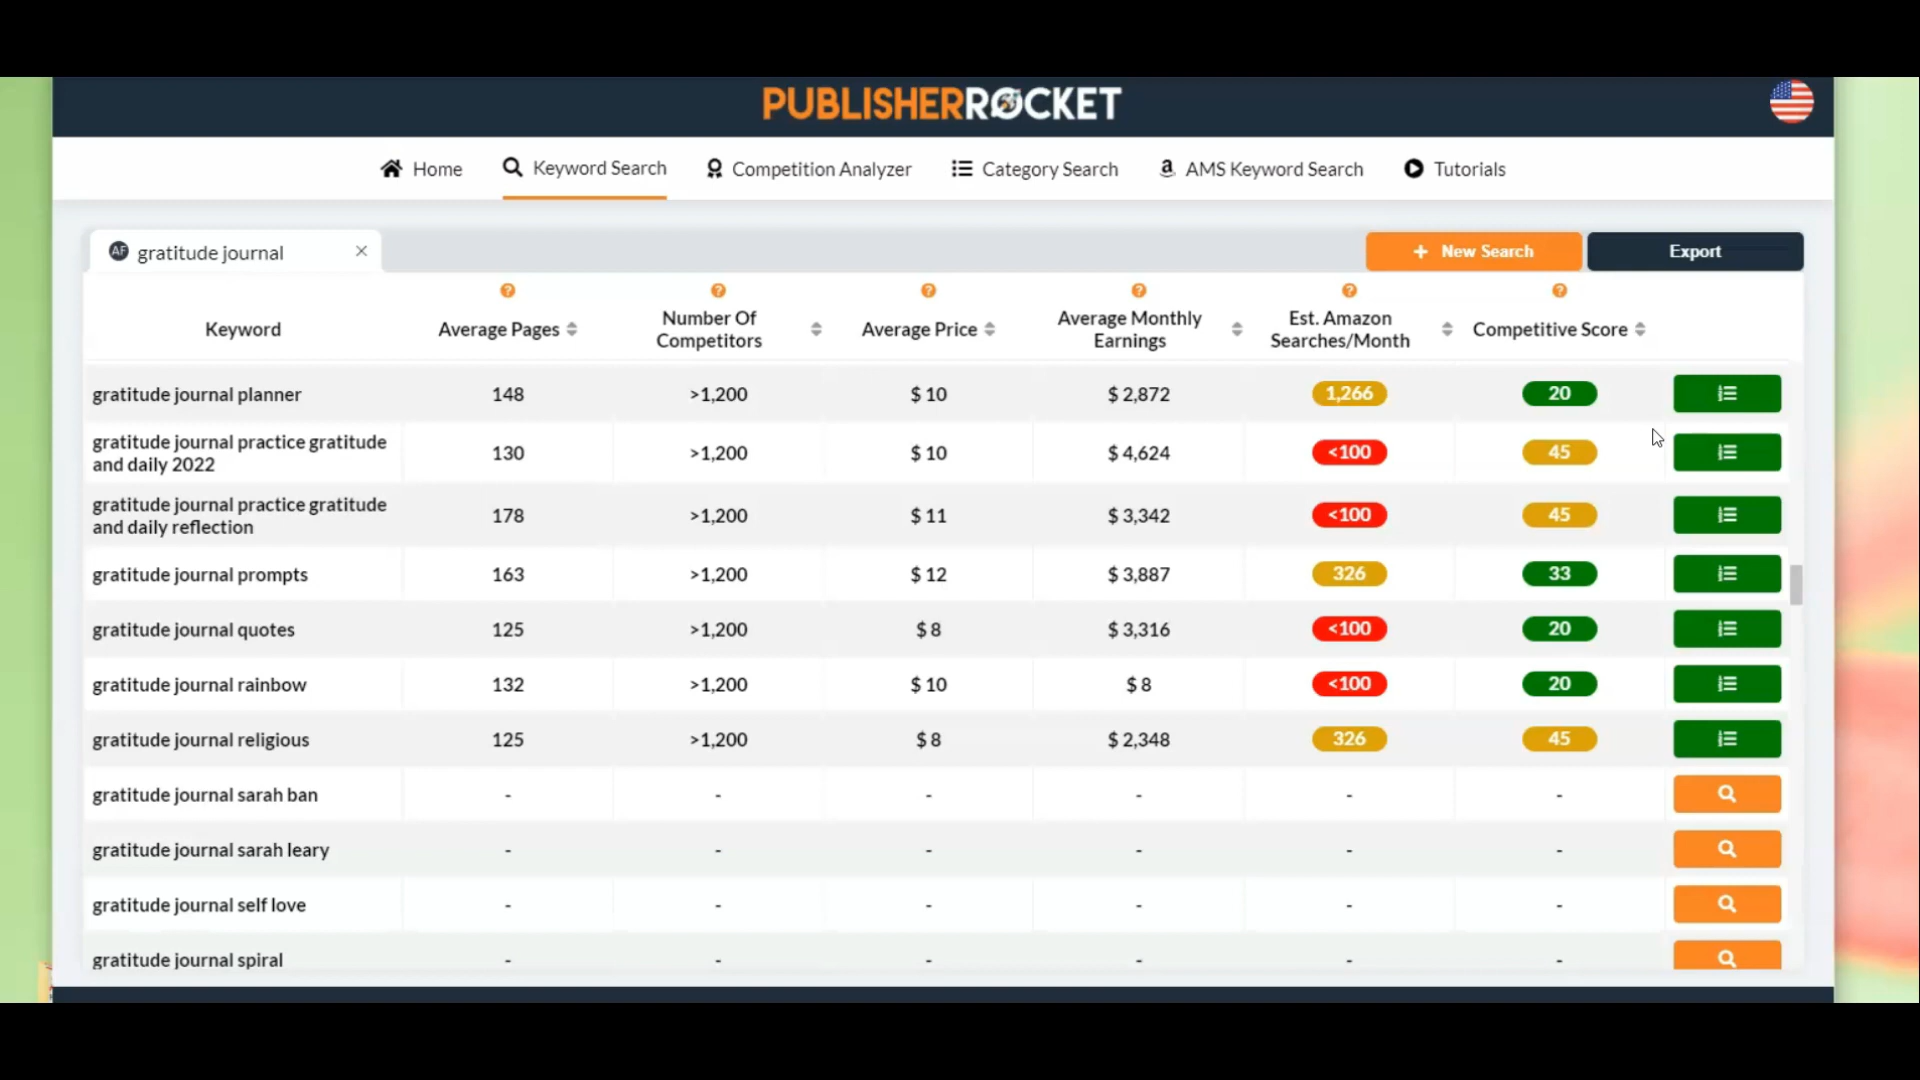 PUBLISHERROCKET
Home Keyword Search Competition Analyzer Category Search AMS Keyword Search Tutorials
AF gratitude journal × + New Search Export
? ? ? ? ? ?
Keyword Average Pages Number Of Competitors Average Price Average Monthly Earnings Est. Amazon Searches/Month Competitive Score
gratitude journal planner 148 >1,200 $ 10 $ 2,872 1,266 20
gratitude journal practice gratitude
and daily 2022 130 >1,200 $ 10 $ 4,624 <100 45
gratitude journal practice gratitude
and daily reflection 178 >1,200 $ 11 $ 3,342 <100 45
gratitude journal prompts 163 >1,200 $ 12 $ 3,887 326 33
gratitude journal quotes 125 >1,200 $ 8 $ 3,316 <100 20
gratitude journal rainbow 132 >1,200 $ 10 $ 8 <100 20
gratitude journal religious 125 >1,200 $ 8 $ 2,348 326 45
gratitude journal sarah ban - - - - - -
gratitude journal sarah leary - - - - - -
gratitude journal self love - - - - - -
gratitude journal spiral - - - - - -